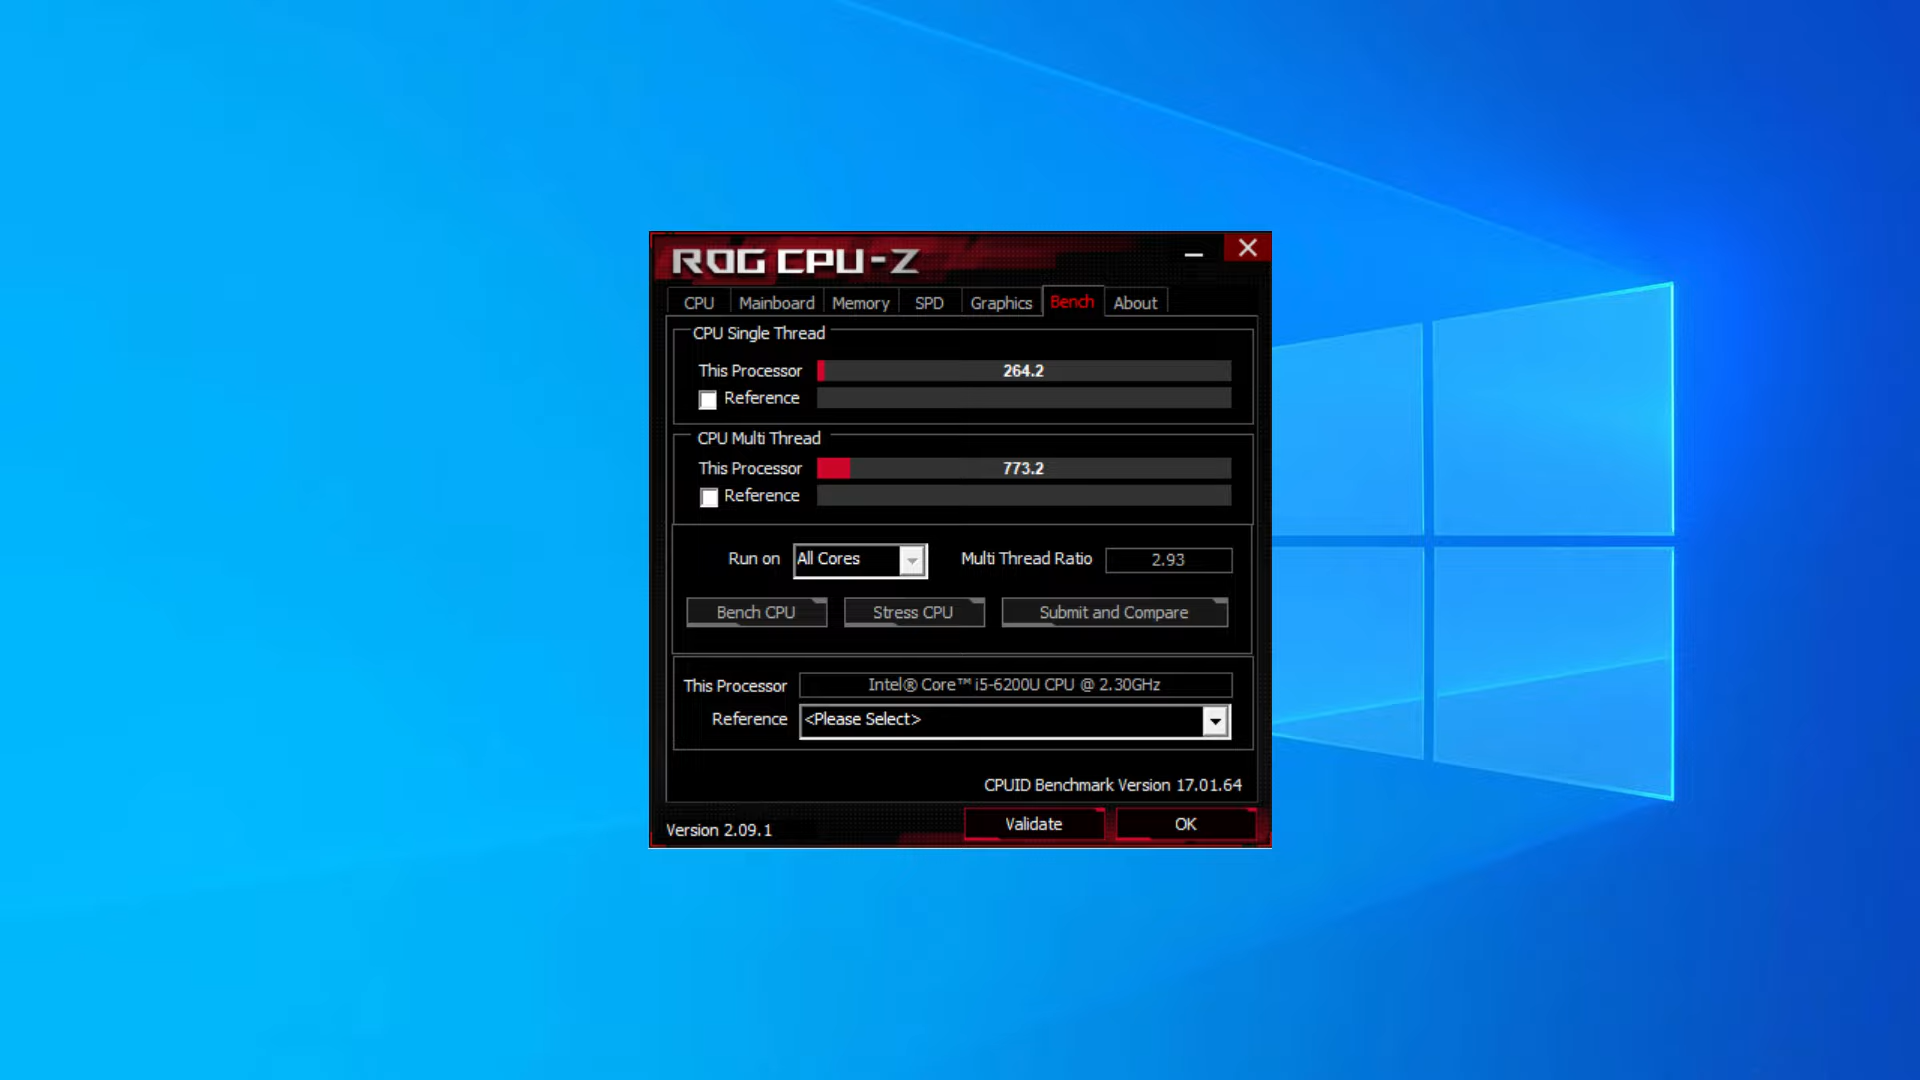 ROG CPU-Z
CPU Mainboard Memory SPD Graphics Bench About
CPU Single Thread
This Processor 264.2
Reference
CPU Multi Thread
This Processor 773.2
Reference
Run on All Cores Multi Thread Ratio 2.93
Bench CPU Stress CPU Submit and Compare
This Processor Intel® Core™ i5-6200U CPU @ 2.30GHz
Reference <Please Select>
CPUID Benchmark Version 17.01.64
Version 2.09.1 Validate OK